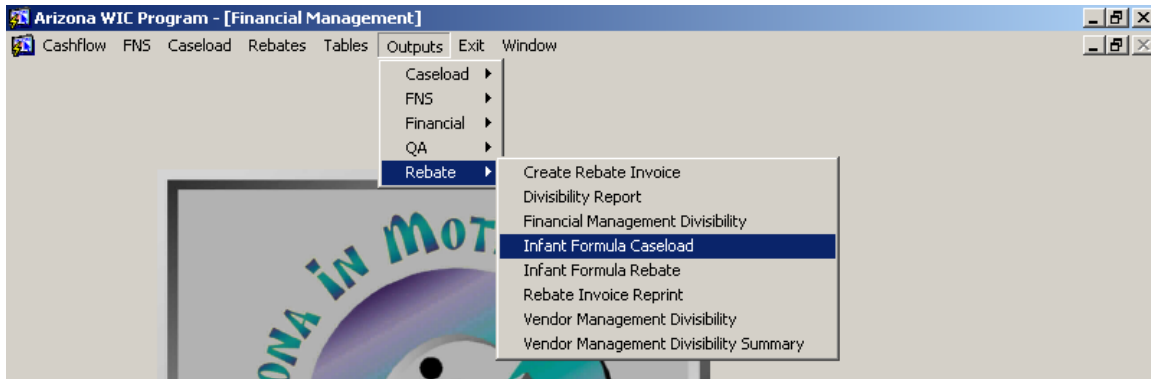 Arizona WIC Program - [Financial Management]
Cashflow FNS Caseload Rebates Tables Outputs Exit Window
Caseload
FNS
Financial
QA
Rebate
Create Rebate Invoice
Divisibility Report
Financial Management Divisibility
Infant Formula Caseload
Infant Formula Rebate
Rebate Invoice Reprint
Vendor Management Divisibility
Vendor Management Divisibility Summary